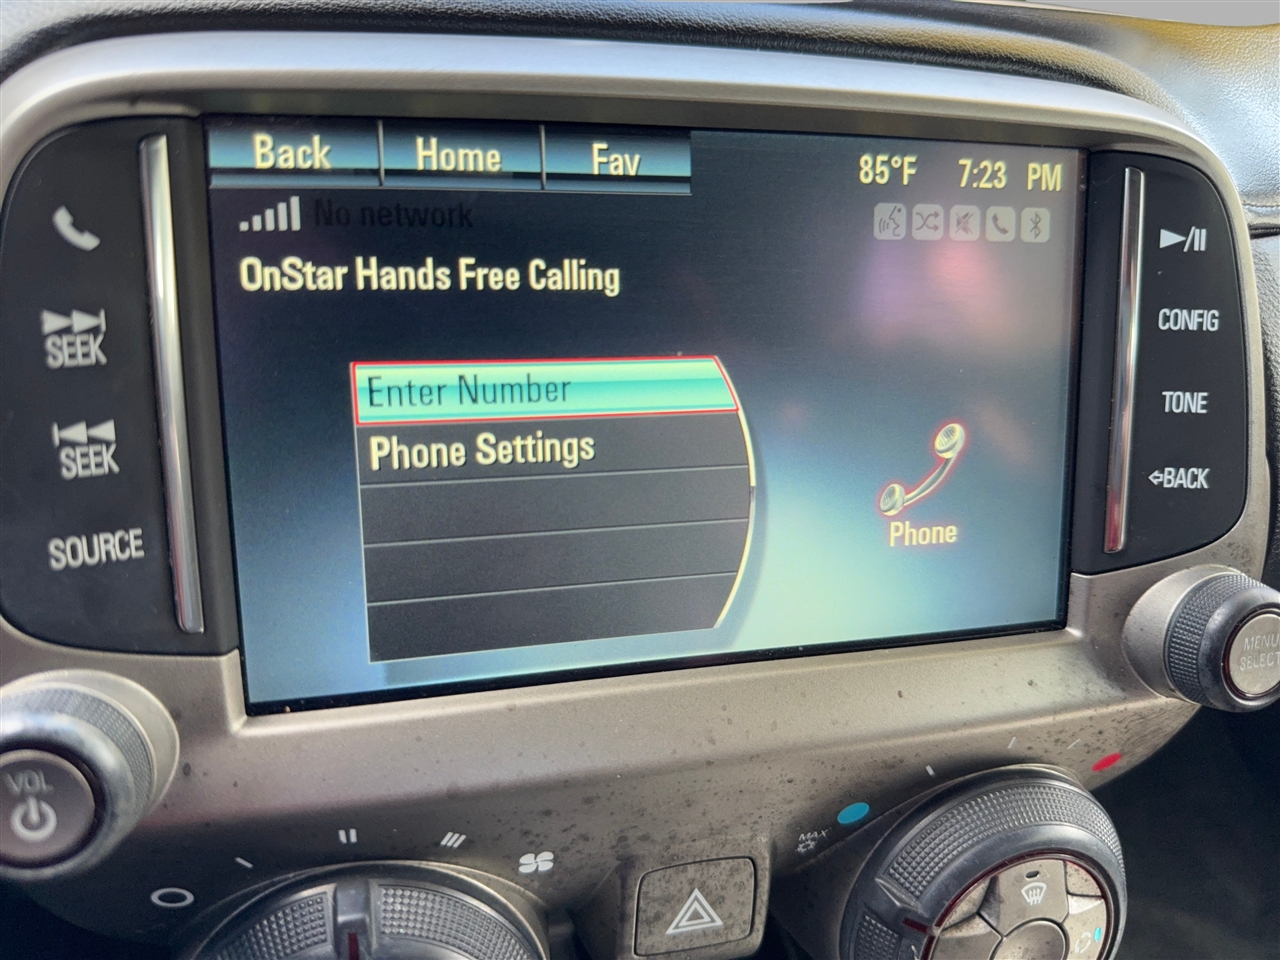 Back Home Fav
85°F 7:23 PM
No network
OnStar Hands Free Calling
Enter Number
Phone Settings
Phone
SEEK
SEEK
SOURCE
VOL
CONFIG
TONE
BACK
MENU
SELECT
MAX